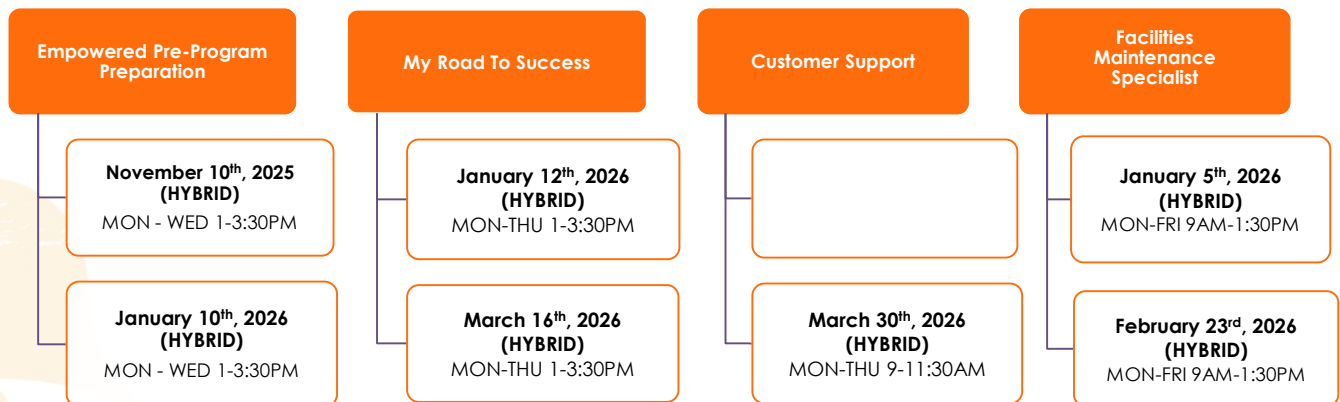 Empowered Pre-Program
Preparation
November 10th, 2025
(HYBRID)
MON - WED 1-3:30PM
January 10th, 2026
(HYBRID)
MON - WED 1-3:30PM
My Road To Success
January 12th, 2026
(HYBRID)
MON-THU 1-3:30PM
March 16th, 2026
(HYBRID)
MON-THU 1-3:30PM
Customer Support
March 30th, 2026
(HYBRID)
MON-THU 9-11:30AM
Facilities
Maintenance
Specialist
January 5th, 2026
(HYBRID)
MON-FRI 9AM-1:30PM
February 23rd, 2026
(HYBRID)
MON-FRI 9AM-1:30PM